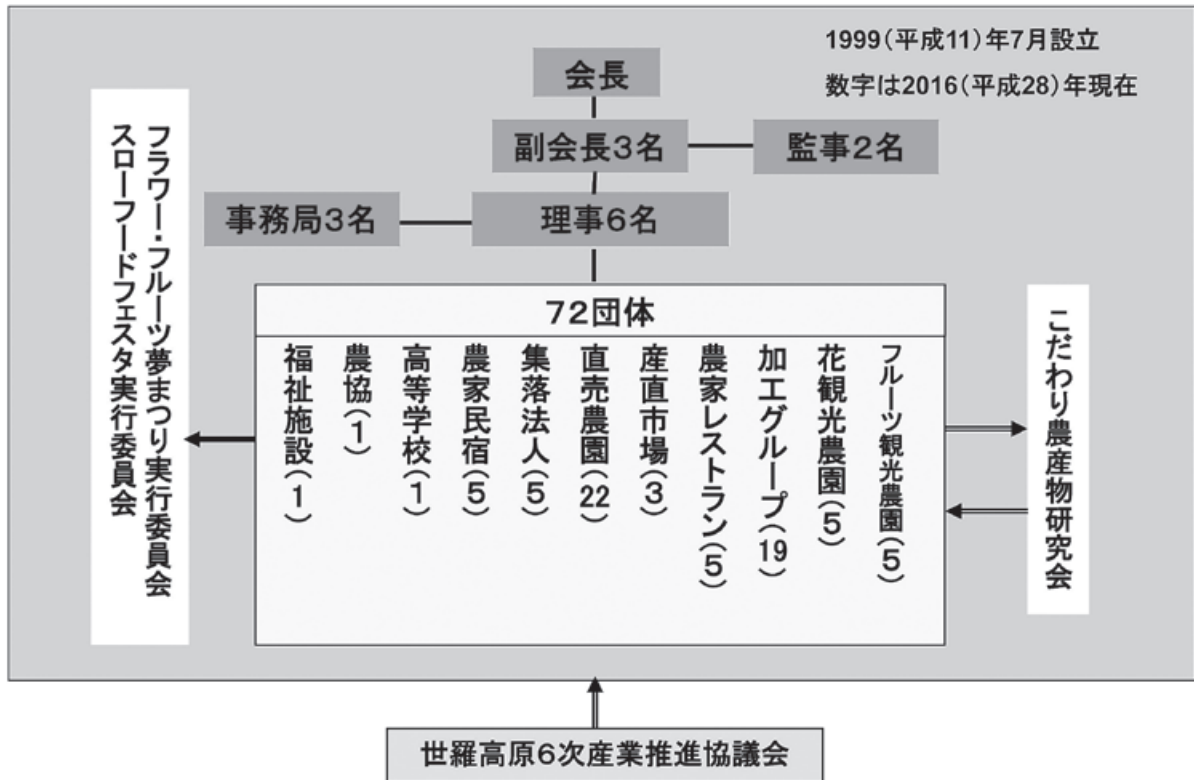 1999(平成11)年7月設立
数字は2016(平成28)年現在
会長
副会長3名
監事2名
事務局3名
理事6名
フラワー・フルーツ夢まつり実行委員会
スローフードフェスタ実行委員会
72団体
フルーツ観光農園(5)
花観光農園(5)
加工グループ(19)
農家レストラン(5)
産直市場(3)
直売農園(22)
集落法人(5)
農家民宿(5)
高等学校(1)
農協(1)
福祉施設(1)
こだわり農産物研究会
世羅高原6次産業推進協議会